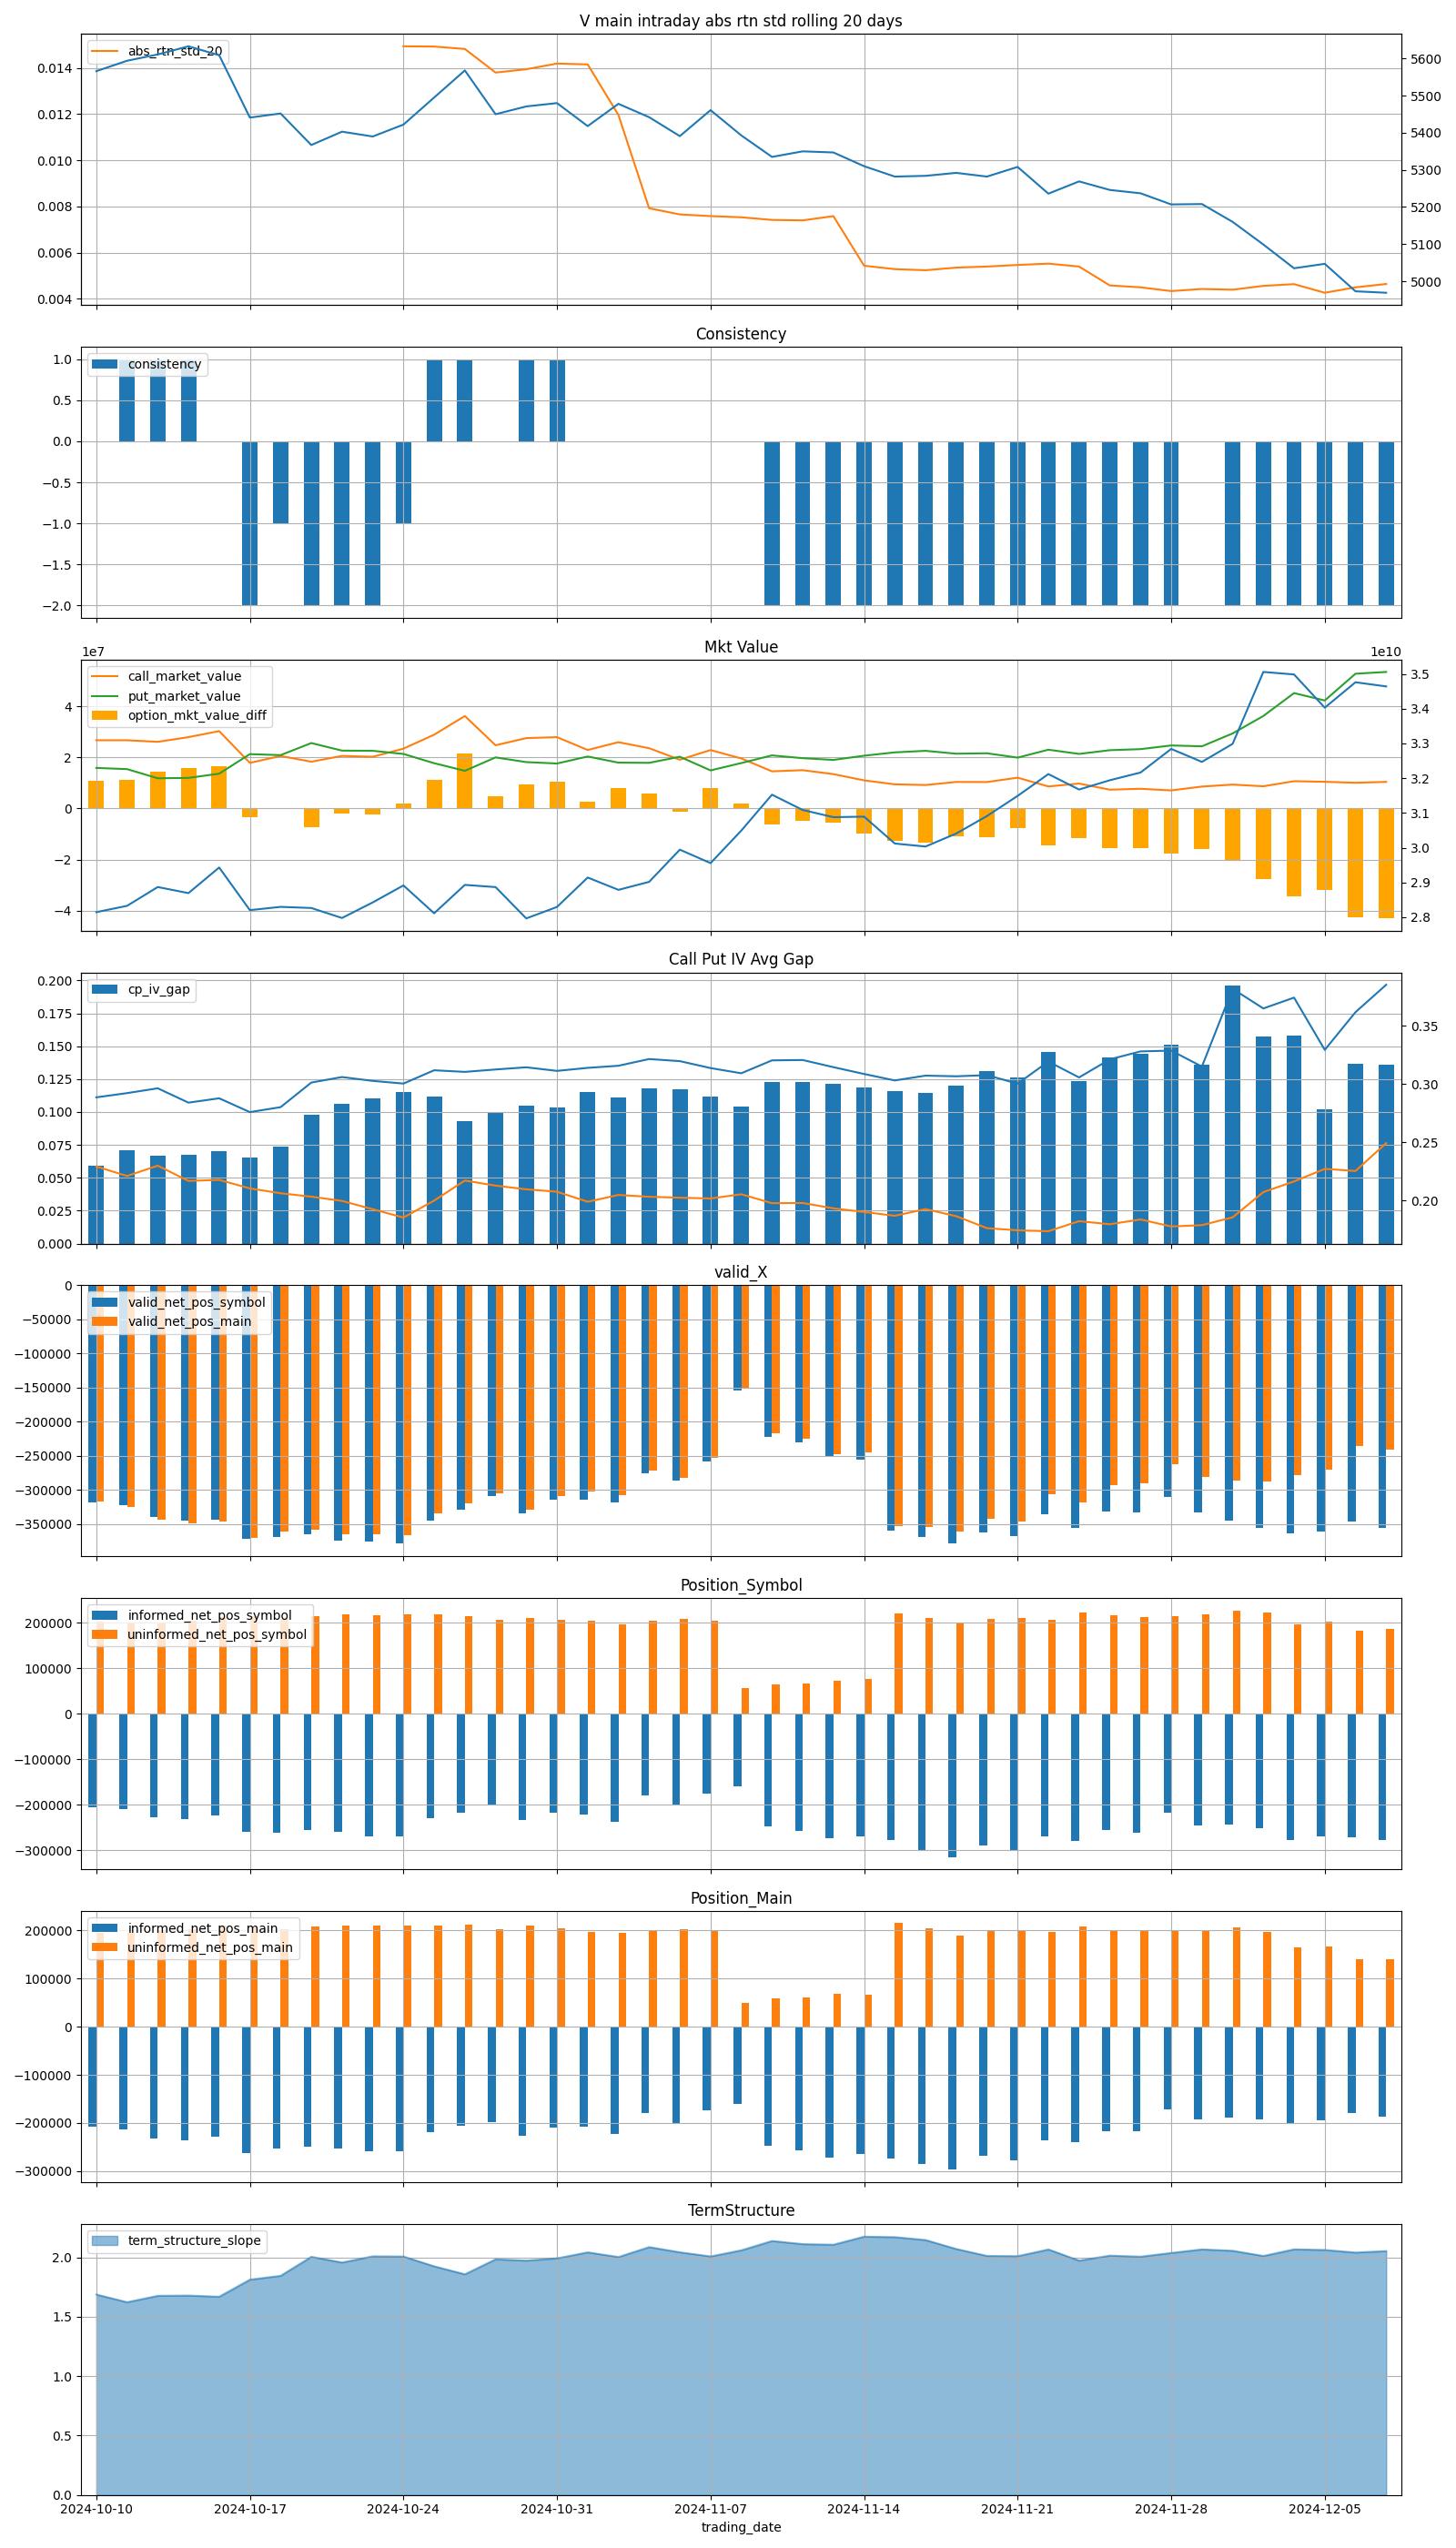 V main intraday abs rtn std rolling 20 days
abs_rtn_std_20
0.014
0.012
0.010
0.008
0.006
0.004
5600
5500
5400
5300
5200
5100
5000
Consistency
consistency
1.0
0.5
0.0
−0.5
−1.0
−1.5
−2.0
Mkt Value
1e7
1e10
call_market_value
put_market_value
option_mkt_value_diff
4
2
0
−2
−4
3.5
3.4
3.3
3.2
3.1
3.0
2.9
2.8
Call Put IV Avg Gap
cp_iv_gap
0.200
0.175
0.150
0.125
0.100
0.075
0.050
0.025
0.000
0.35
0.30
0.25
0.20
valid_X
valid_net_pos_symbol
valid_net_pos_main
0
−50000
−100000
−150000
−200000
−250000
−300000
−350000
Position_Symbol
informed_net_pos_symbol
uninformed_net_pos_symbol
200000
100000
0
−100000
−200000
−300000
Position_Main
informed_net_pos_main
uninformed_net_pos_main
200000
100000
0
−100000
−200000
−300000
TermStructure
term_structure_slope
2.0
1.5
1.0
0.5
0.0
2024-10-10 2024-10-17 2024-10-24 2024-10-31 2024-11-07 2024-11-14 2024-11-21 2024-11-28 2024-12-05
trading_date